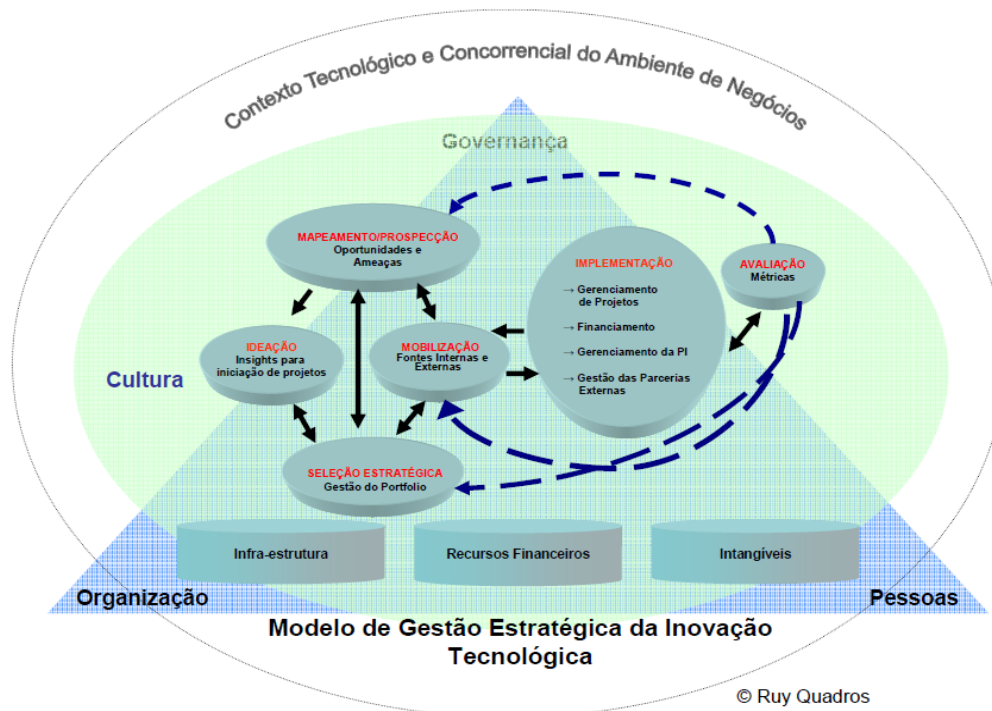 Contexto Tecnológico e Concorrencial do Ambiente de Negócios
Governança
MAPEAMENTO/PROSPECÇÃO
Oportunidades e
Ameaças
IMPLEMENTAÇÃO
→ Gerenciamento
de Projetos
→ Financiamento
→ Gerenciamento da PI
→ Gestão das Parcerias
Externas
AVALIAÇÃO
Métricas
IDEAÇÃO
Insights para
iniciação de projetos
MOBILIZAÇÃO
Fontes Internas e
Externas
Cultura
SELEÇÃO ESTRATÉGICA
Gestão do Portfolio
Infra-estrutura
Recursos Financeiros
Intangíveis
Organização
Pessoas
Modelo de Gestão Estratégica da Inovação
Tecnológica
© Ruy Quadros